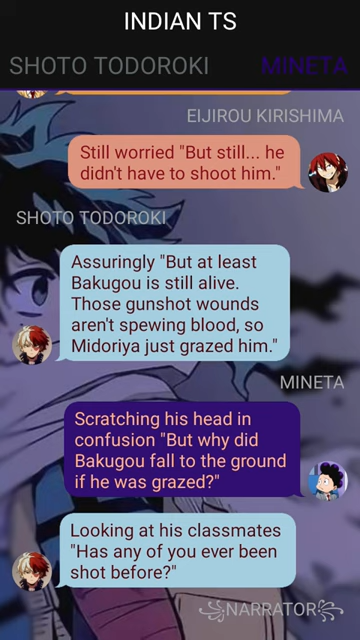 INDIAN TS
SHOTO TODOROKI MINETA
EIJIROU KIRISHIMA
Still worried "But still... he
didn't have to shoot him."
SHOTO TODOROKI
Assuringly "But at least
Bakugou is still alive.
Those gunshot wounds
aren't spewing blood, so
Midoriya just grazed him."
MINETA
Scratching his head in
confusion "But why did
Bakugou fall to the ground
if he was grazed?"
Looking at his classmates
"Has any of you ever been
shot before?"
꧁NARRATOR꧂